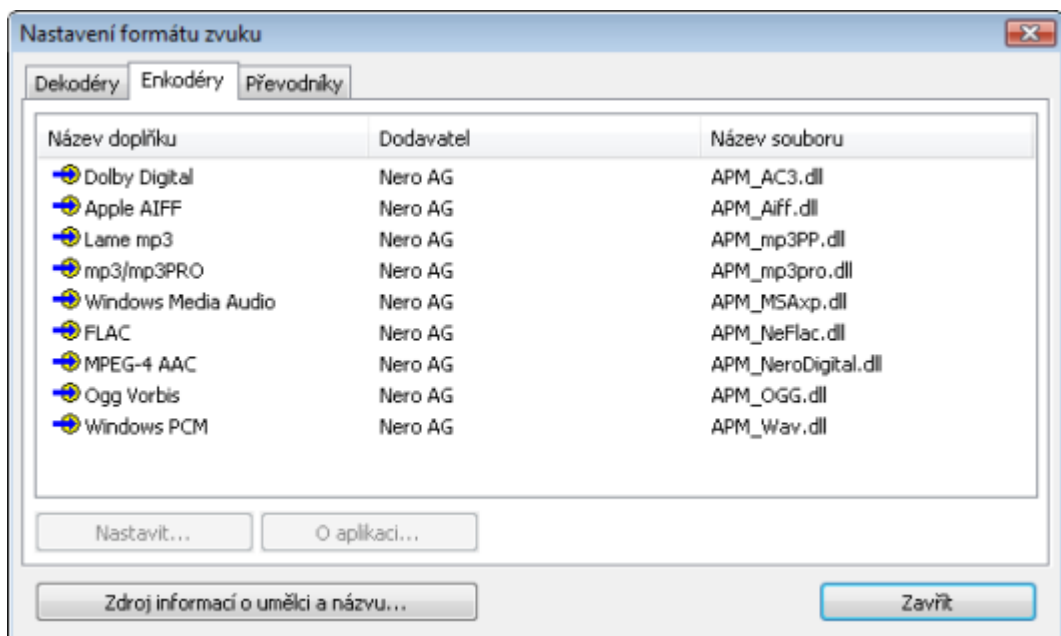 Nastavení formátu zvuku
Dekodéry Enkodéry Převodníky
Název doplňku Dodavatel Název souboru
Dolby Digital Nero AG APM_AC3.dll
Apple AIFF Nero AG APM_Aiff.dll
Lame mp3 Nero AG APM_mp3PP.dll
mp3/mp3PRO Nero AG APM_mp3pro.dll
Windows Media Audio Nero AG APM_MSAxp.dll
FLAC Nero AG APM_NeFlac.dll
MPEG-4 AAC Nero AG APM_NeroDigital.dll
Ogg Vorbis Nero AG APM_OGG.dll
Windows PCM Nero AG APM_Wav.dll
Nastavit... O aplikaci...
Zdroj informací o umělci a názvu... Zavřít